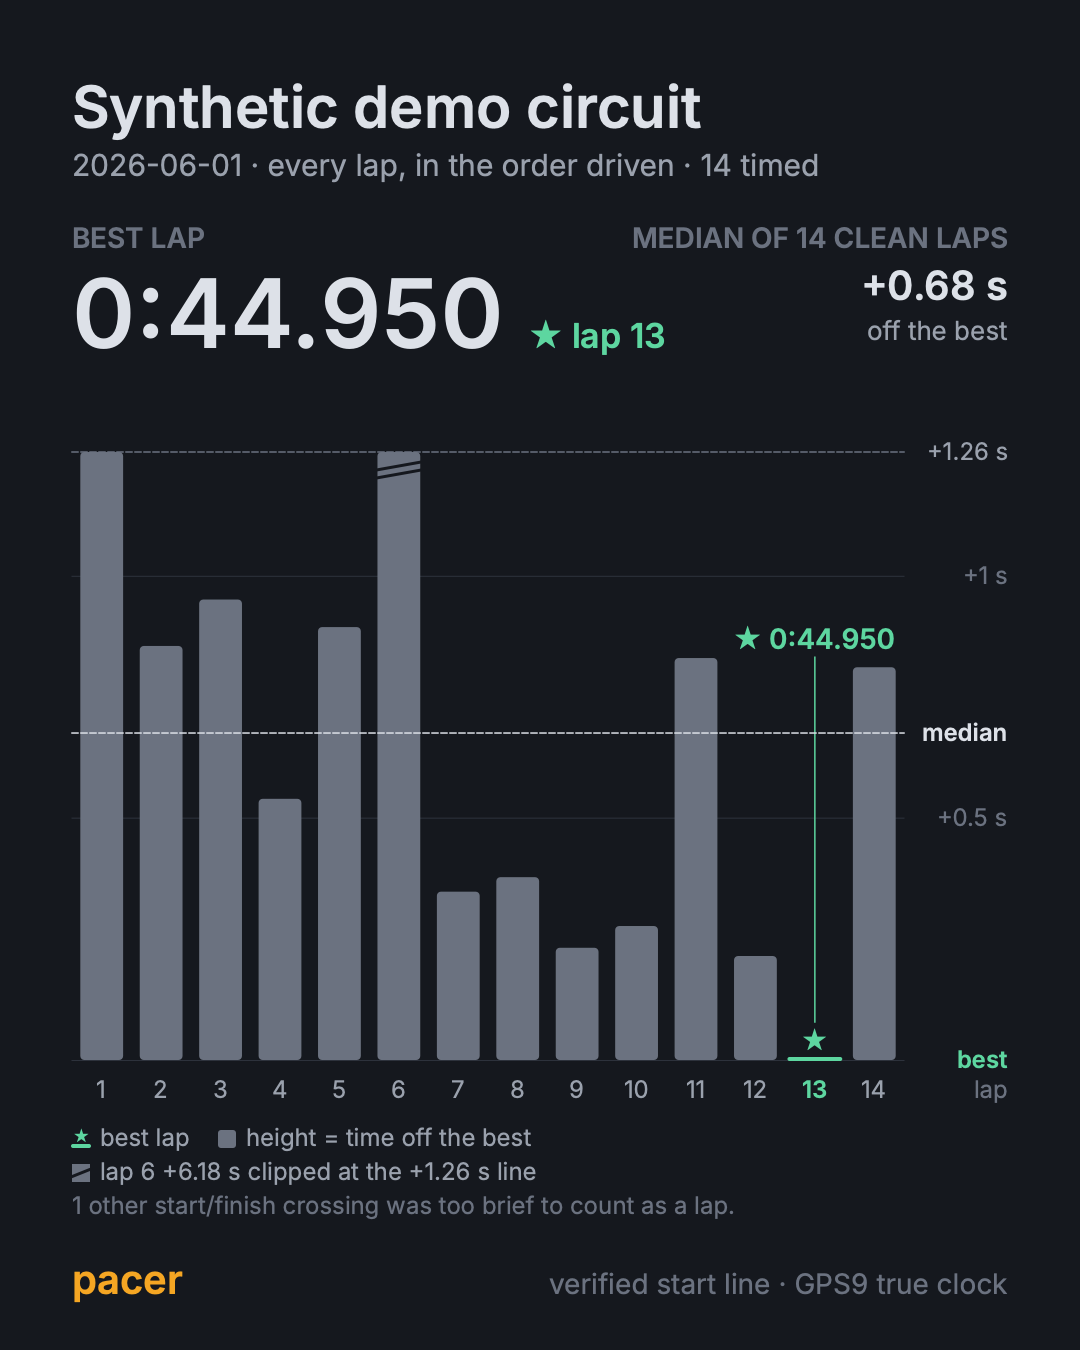 Synthetic demo circuit
2026-06-01 · every lap, in the order driven · 14 timed
BEST LAP
0:44.950 ★ lap 13
MEDIAN OF 14 CLEAN LAPS
+0.68 s
off the best
+1.26 s
+1 s
★ 0:44.950
median
+0.5 s
best
1 2 3 4 5 6 7 8 9 10 11 12 13 14 lap
best lap height = time off the best
lap 6 +6.18 s clipped at the +1.26 s line
1 other start/finish crossing was too brief to count as a lap.
pacer
verified start line · GPS9 true clock